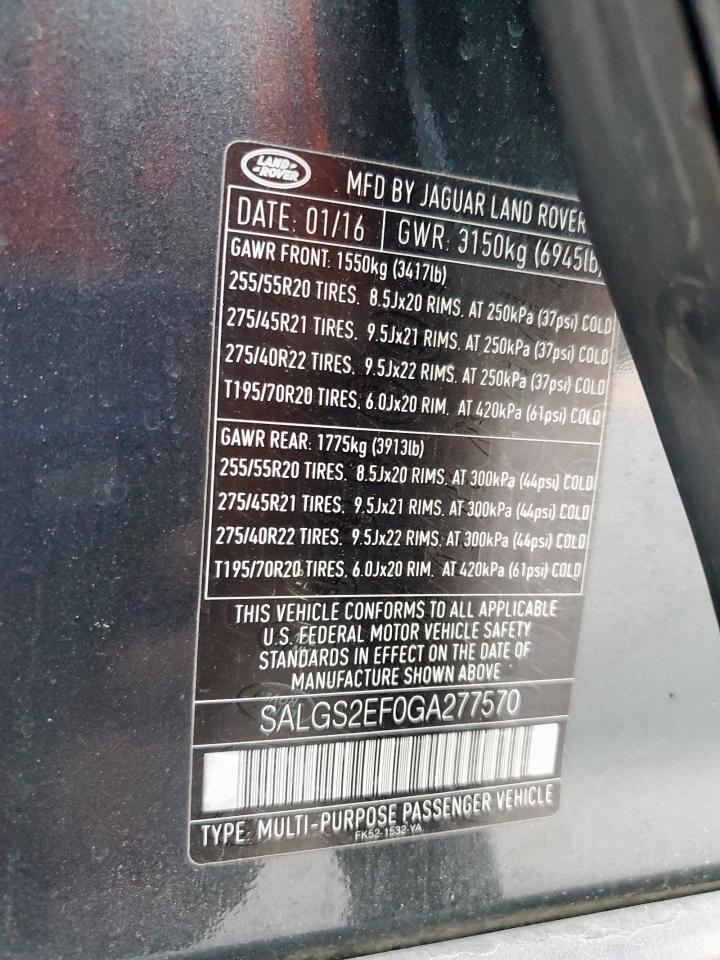 LAND ROVER
MFD BY JAGUAR LAND ROVER
DATE: 01/16 GWR: 3150kg (6945lb)
GAWR FRONT: 1550kg (3417lb)
255/55R20 TIRES. 8.5Jx20 RIMS. AT 250kPa (37psi) COLD
275/45R21 TIRES. 9.5Jx21 RIMS. AT 250kPa (37psi) COLD
275/40R22 TIRES. 9.5Jx22 RIMS. AT 250kPa (37psi) COLD
T195/70R20 TIRES. 6.0Jx20 RIM. AT 420kPa (61psi) COLD
GAWR REAR: 1775kg (3913lb)
255/55R20 TIRES. 8.5Jx20 RIMS. AT 300kPa (44psi) COLD
275/45R21 TIRES. 9.5Jx21 RIMS. AT 300kPa (44psi) COLD
275/40R22 TIRES. 9.5Jx22 RIMS. AT 300kPa (44psi) COLD
T195/70R20 TIRES. 6.0Jx20 RIM. AT 420kPa (61psi) COLD
THIS VEHICLE CONFORMS TO ALL APPLICABLE
U.S. FEDERAL MOTOR VEHICLE SAFETY
STANDARDS IN EFFECT ON THE DATE OF
MANUFACTURE SHOWN ABOVE
SALGS2EF0GA277570
TYPE: MULTI-PURPOSE PASSENGER VEHICLE
FK52-1532-YA